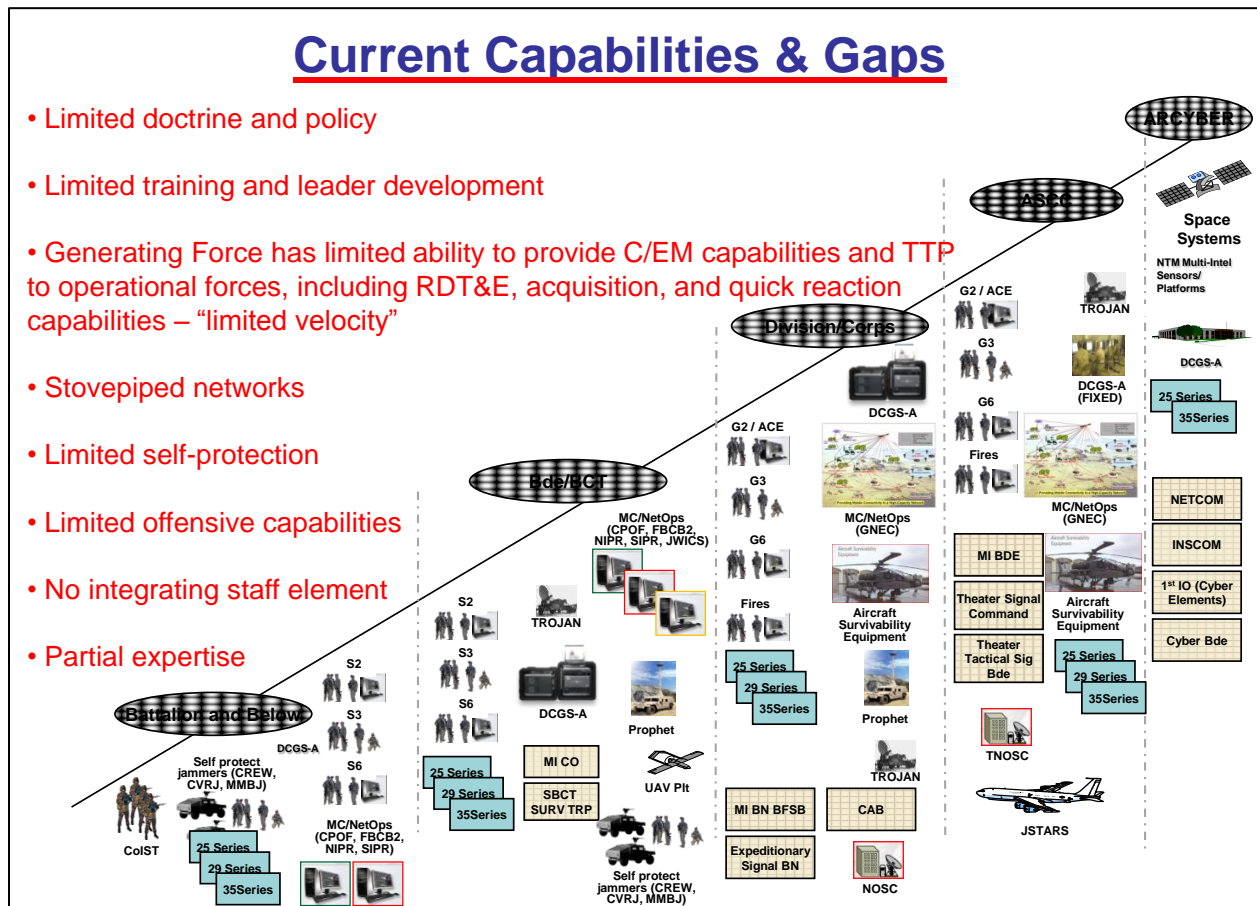 Current Capabilities & Gaps
• Limited doctrine and policy
• Limited training and leader development
• Generating Force has limited ability to provide C/EM capabilities and TTP
to operational forces, including RDT&E, acquisition, and quick reaction
capabilities – “limited velocity”
• Stovepiped networks
• Limited self-protection
• Limited offensive capabilities
• No integrating staff element
• Partial expertise
Battalion and Below
S2
DCGS-A
S3
Self protect
jammers (CREW,
CVRJ, MMBJ)
S6
CoIST
25 Series
29 Series
35Series
MC/NetOps
(CPOF, FBCB2,
NIPR, SIPR)
Bde/BCT
MC/NetOps
(CPOF, FBCB2,
NIPR, SIPR, JWICS)
S2
TROJAN
S3
DCGS-A
S6
Prophet
25 Series
29 Series
35Series
MI CO
SBCT
SURV TRP
UAV Plt
Self protect
jammers (CREW,
CVRJ, MMBJ)
Division/Corps
DCGS-A
G2 / ACE
G3
MC/NetOps
(GNEC)
G6
Aircraft Survivability
Equipment
Fires
Aircraft
Survivability
Equipment
25 Series
29 Series
35Series
Prophet
TROJAN
MI BN BFSB
CAB
Expeditionary
Signal BN
NOSC
ASCC
G2 / ACE
TROJAN
G3
DCGS-A
(FIXED)
G6
Fires
MC/NetOps
(GNEC)
MI BDE
Aircraft Survivability
Equipment
Theater Signal
Command
Aircraft
Survivability
Equipment
Theater
Tactical Sig
Bde
25 Series
29 Series
35Series
TNOSC
JSTARS
ARCYBER
Space
Systems
NTM Multi-Intel
Sensors/
Platforms
DCGS-A
25 Series
35Series
NETCOM
INSCOM
1st IO (Cyber
Elements)
Cyber Bde